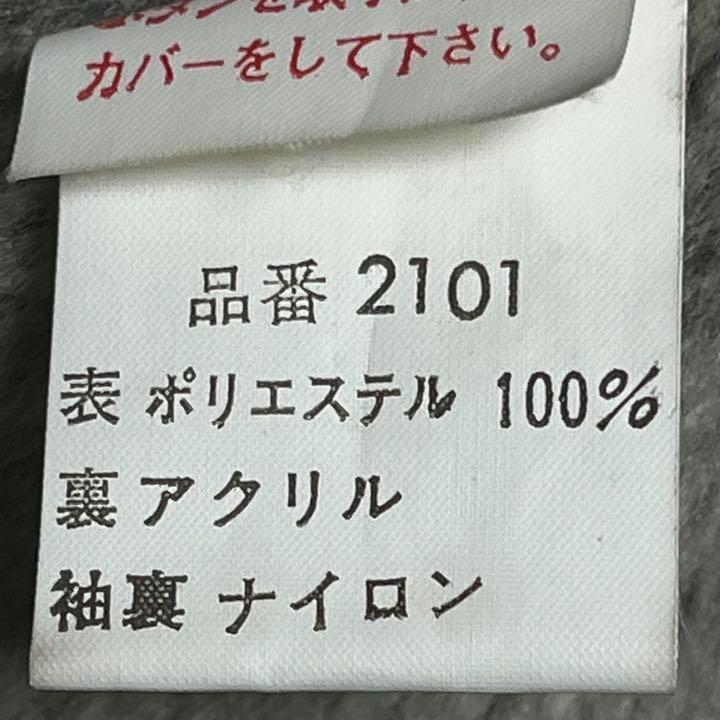 カバーをして下さい。
品番 2101
表 ポリエステル 100%
裏 アクリル
袖裏 ナイロン